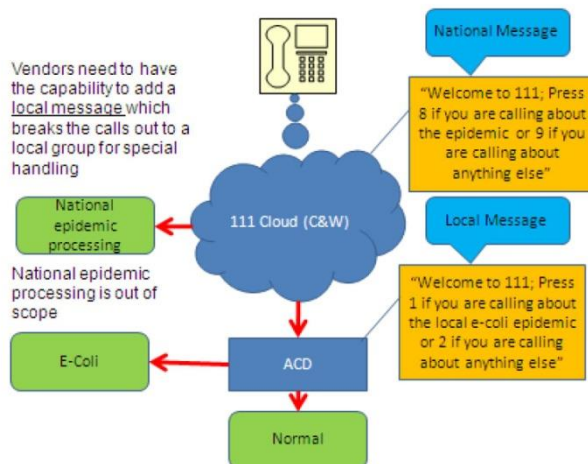 National Message
Vendors need to have
the capability to add a
local message which
breaks the calls out to a
local group for special
handling
“Welcome to 111; Press
8 if you are calling about
the epidemic or 9 if you
are calling about
anything else”
111 Cloud (C&W)
National
epidemic
processing
Local Message
National epidemic
processing is out of
scope
“Welcome to 111; Press
1 if you are calling about
the local e-coli epidemic
or 2 if you are calling
about anything else”
E-Coli
ACD
Normal